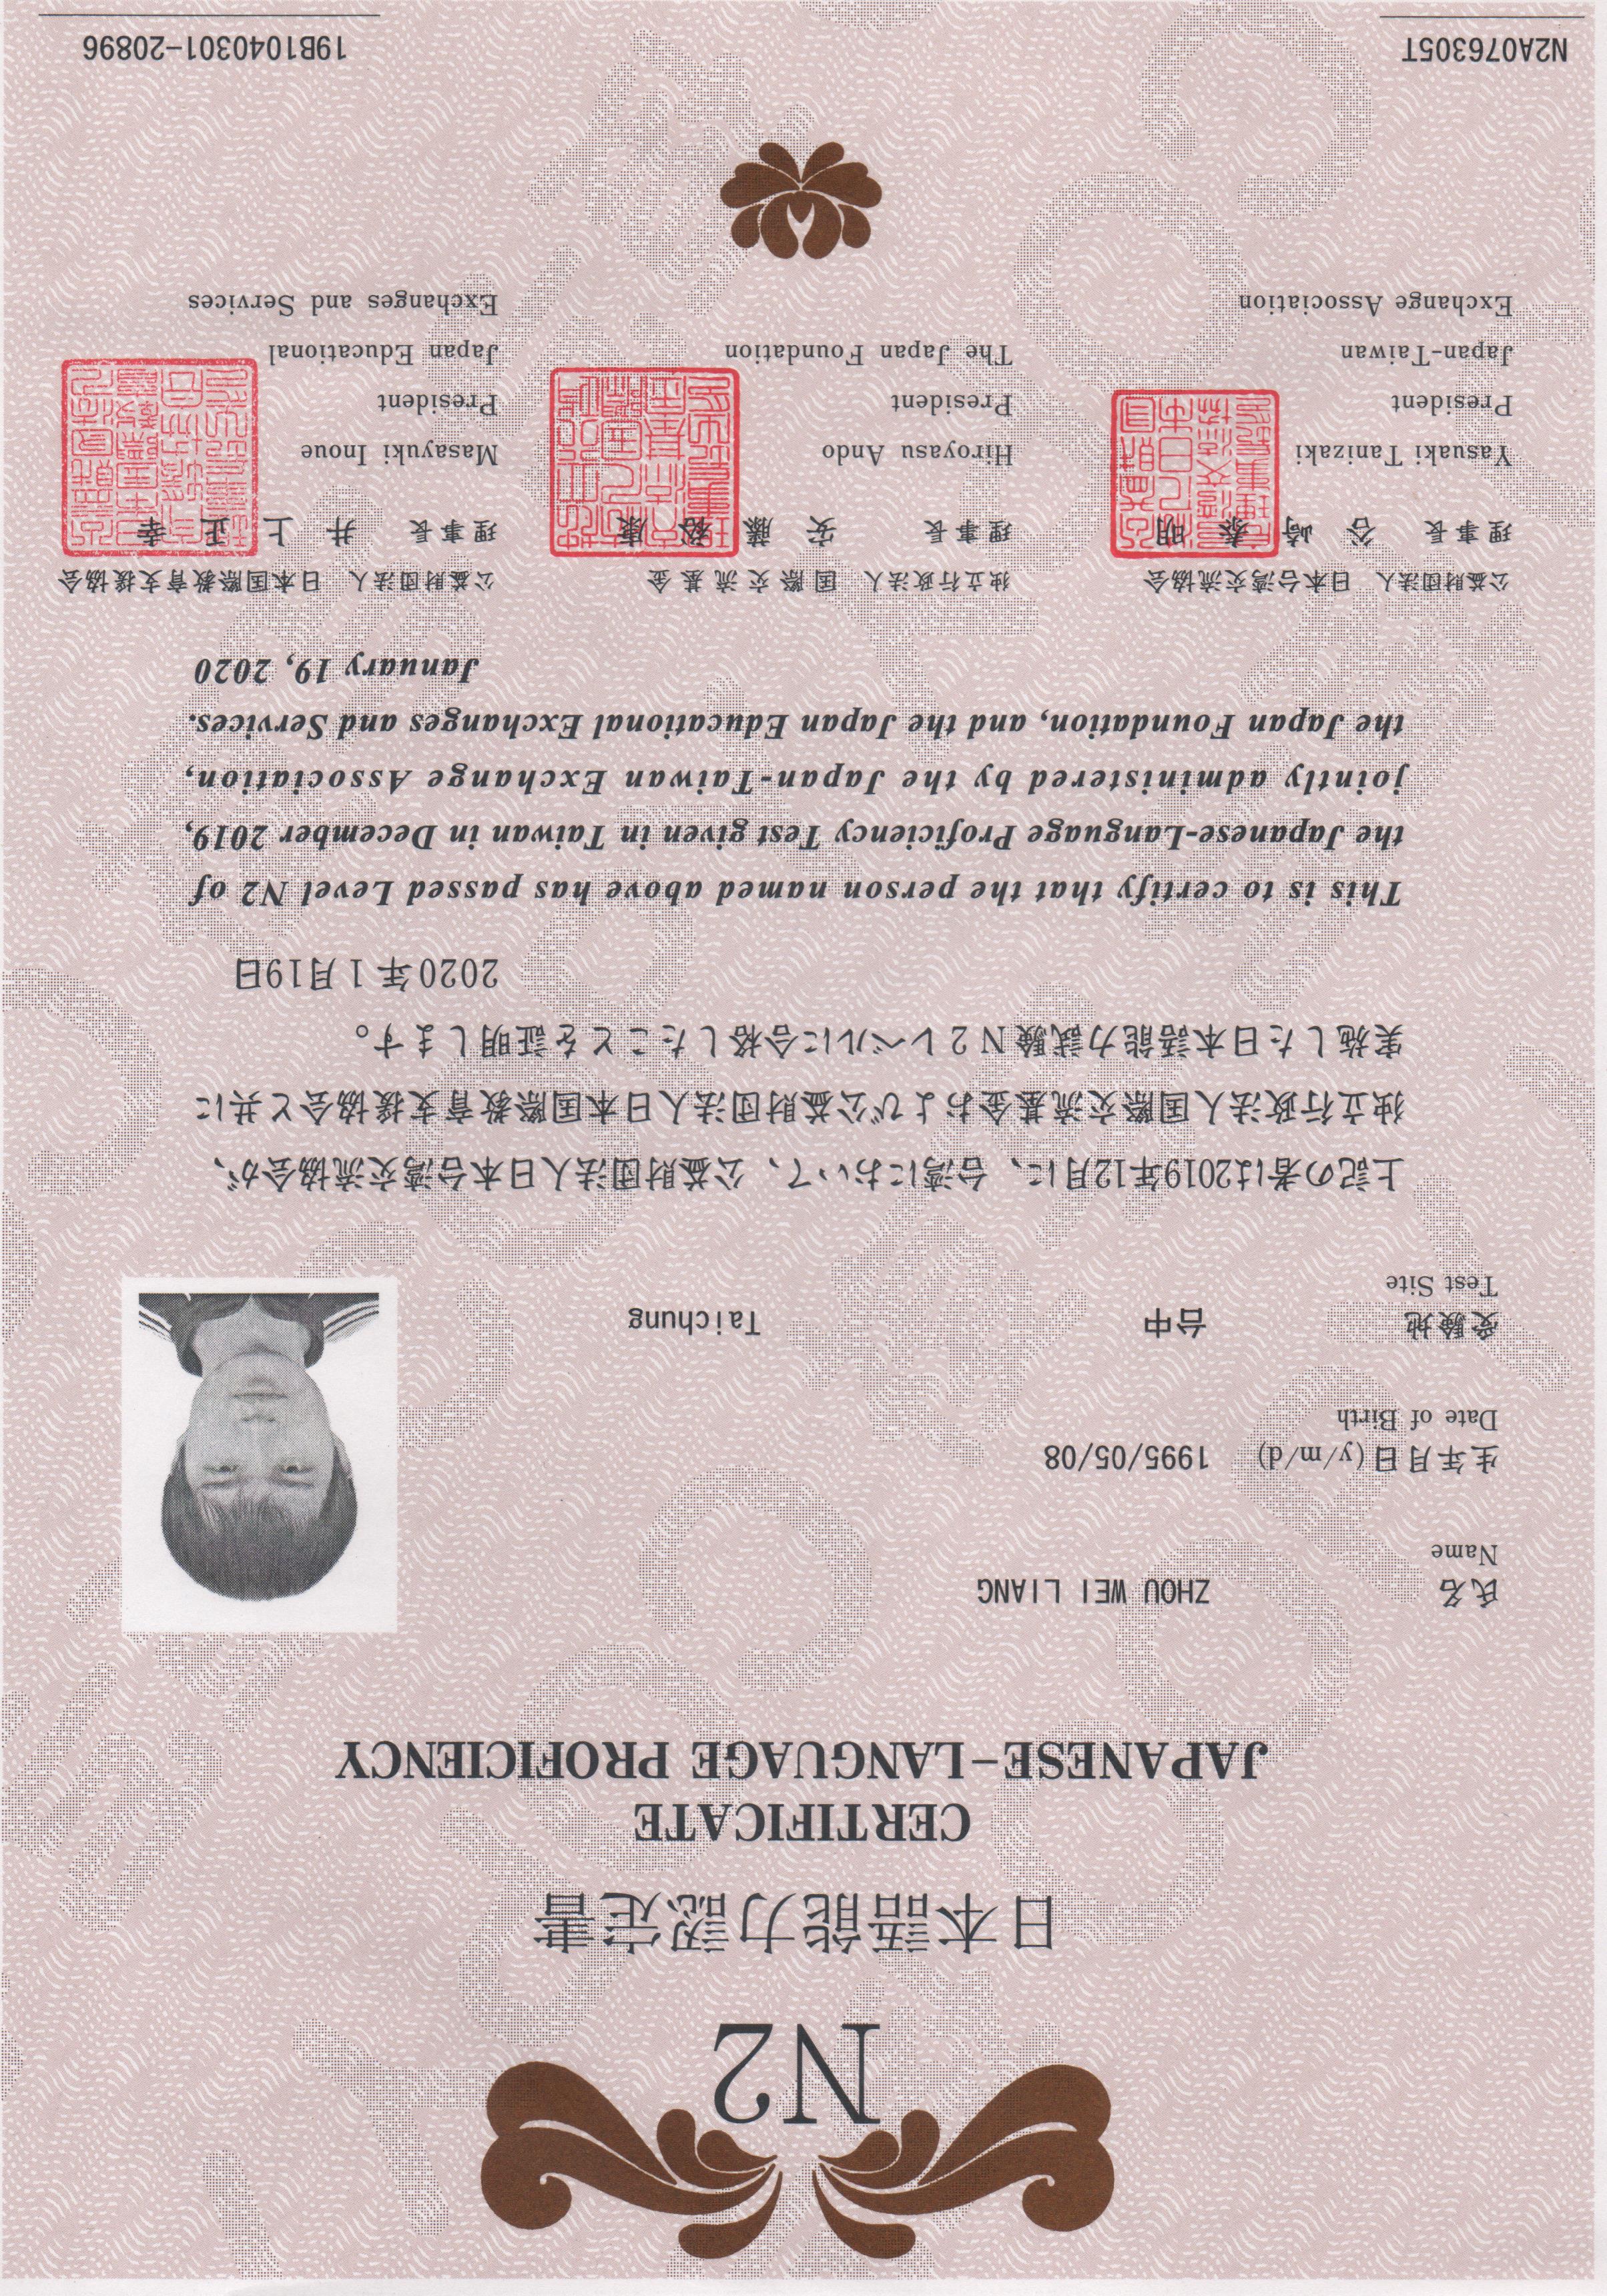 N2
日本語能力認定書
CERTIFICATE
JAPANESE-LANGUAGE PROFICIENCY
氏名 ZHOU WEI LIANG
Name
生年月日(y/m/d) 1995/05/08
Date of Birth
受験地 台中 Taichung
Test Site
上記の者は2019年12月に、台湾において、公益財団法人日本台湾交流協会が、
独立行政法人国際交流基金および公益財団法人日本国際教育支援協会と共に
実施した日本語能力試験N2レベルに合格したことを証明します。
2020年1月19日
This is to certify that the person named above has passed Level N2 of
the Japanese-Language Proficiency Test given in Taiwan in December 2019,
jointly administered by the Japan-Taiwan Exchange Association,
the Japan Foundation, and the Japan Educational Exchanges and Services.
January 19, 2020
公益財団法人 日本台湾交流協会
理事長 谷崎泰明
Yasuaki Tanizaki
President
Japan-Taiwan
Exchange Association
独立行政法人 国際交流基金
理事長 安藤裕康
Hiroyasu Ando
President
The Japan Foundation
公益財団法人 日本国際教育支援協会
理事長 井上正幸
Masayuki Inoue
President
Japan Educational
Exchanges and Services
N2A076305T
19B1040301-20896